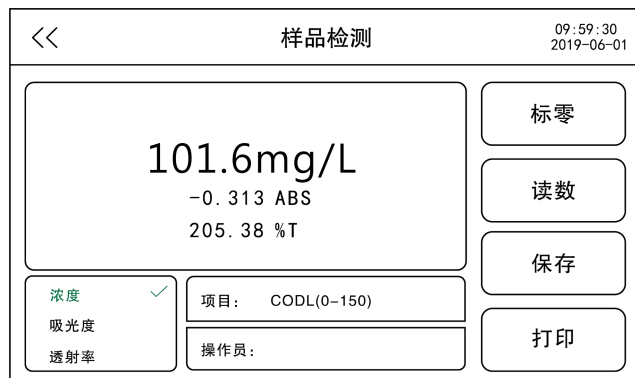 <<
样品检测
09:59:30
2019-06-01
101.6mg/L
-0.313 ABS
205.38 %T
标零
读数
保存
打印
浓度
吸光度
透射率
项目: CODL(0-150)
操作员: